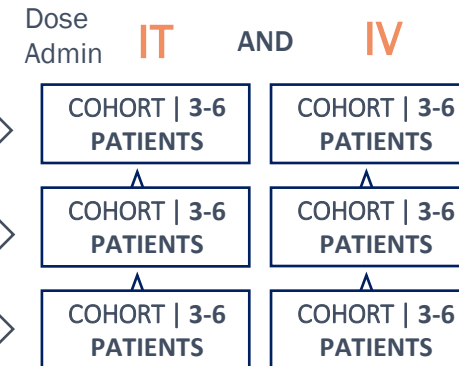 Dose
Admin IT AND IV
COHORT | 3-6 COHORT | 3-6
PATIENTS PATIENTS
COHORT | 3-6 COHORT | 3-6
PATIENTS PATIENTS
COHORT | 3-6 COHORT | 3-6
PATIENTS PATIENTS